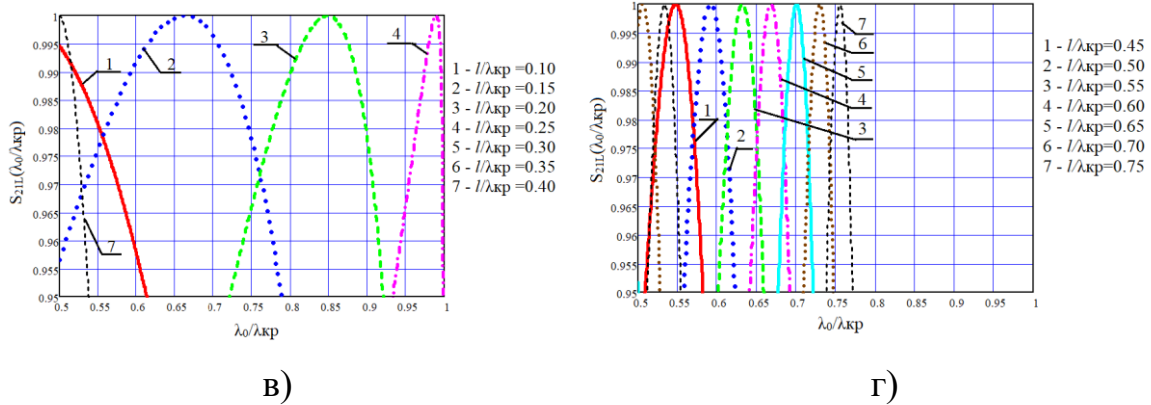 1
0.995
0.99
0.985
0.98
0.975
0.97
0.965
0.96
0.955
0.95
S21L(λ0/λкр)
0.5 0.55 0.6 0.65 0.7 0.75 0.8 0.85 0.9 0.95 1
λ0/λкр
1
2
3
4
7
1 - l/λкр =0.10
2 - l/λкр =0.15
3 - l/λкр =0.20
4 - l/λкр =0.25
5 - l/λкр =0.30
6 - l/λкр =0.35
7 - l/λкр =0.40
в)
1
0.995
0.99
0.985
0.98
0.975
0.97
0.965
0.96
0.955
0.95
S21L(λ0/λкр)
0.5 0.55 0.6 0.65 0.7 0.75 0.8 0.85 0.9 0.95 1
λ0/λкр
7
6
5
4
3
1
2
1 - l/λкр=0.45
2 - l/λкр=0.50
3 - l/λкр=0.55
4 - l/λкр=0.60
5 - l/λкр=0.65
6 - l/λкр=0.70
7 - l/λкр=0.75
г)